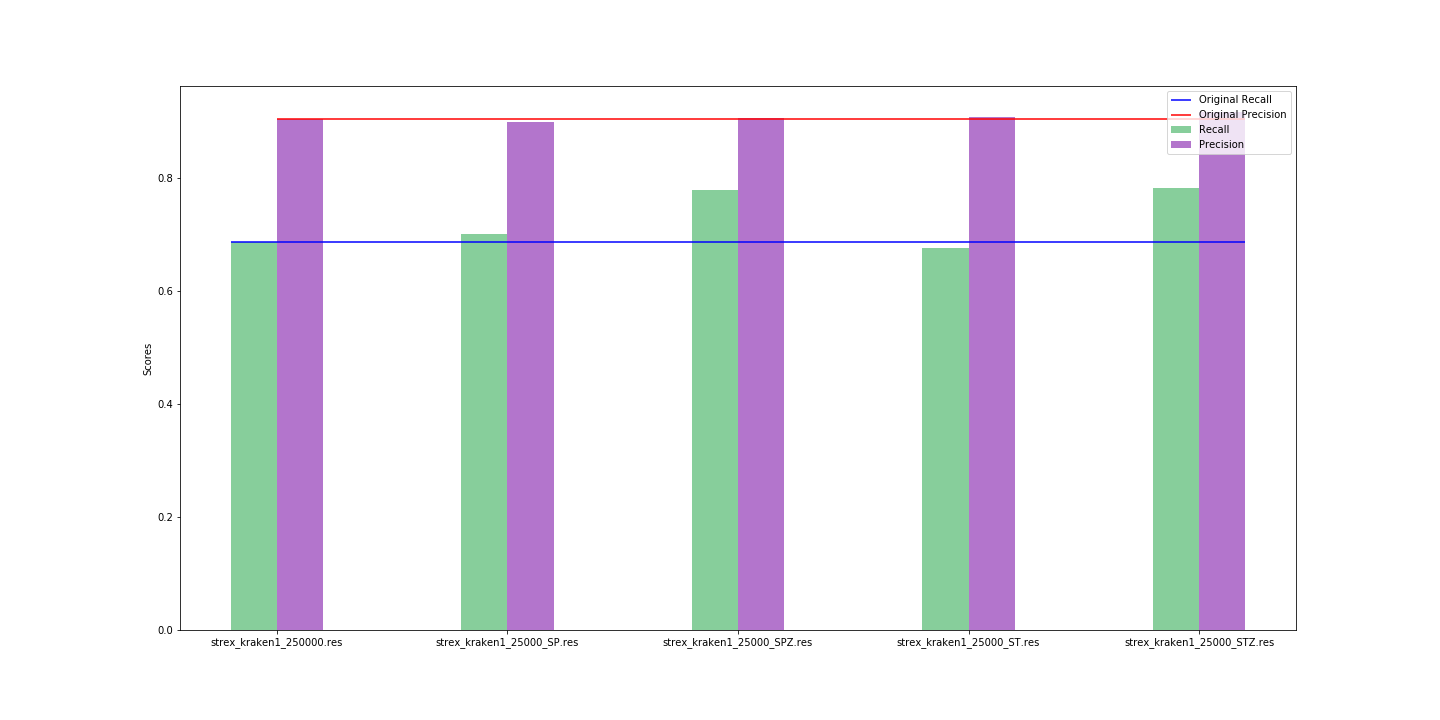 Original Recall
Original Precision
Recall
Precision
0.8
0.6
0.4
0.2
0.0
Scores
strex_kraken1_250000.res
strex_kraken1_25000_SP.res
strex_kraken1_25000_SPZ.res
strex_kraken1_25000_ST.res
strex_kraken1_25000_STZ.res